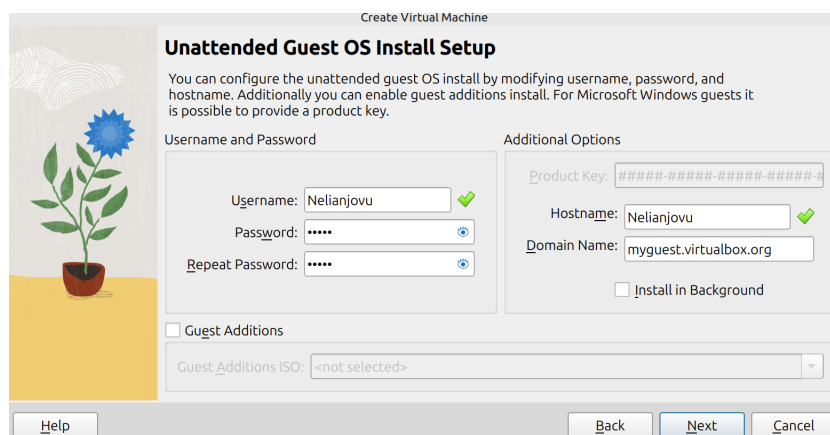 Create Virtual Machine
Unattended Guest OS Install Setup
You can configure the unattended guest OS install by modifying username, password, and
hostname. Additionally you can enable guest additions install. For Microsoft Windows guests it
is possible to provide a product key.
Username and Password
Additional Options
Product Key: #####-#####-#####-#####-#
Username: Nelianjovu
Hostname: Nelianjovu
Password: •••••
Domain Name: myguest.virtualbox.org
Repeat Password: •••••
Install in Background
Guest Additions
Guest Additions ISO: <not selected>
Help
Back
Next
Cancel